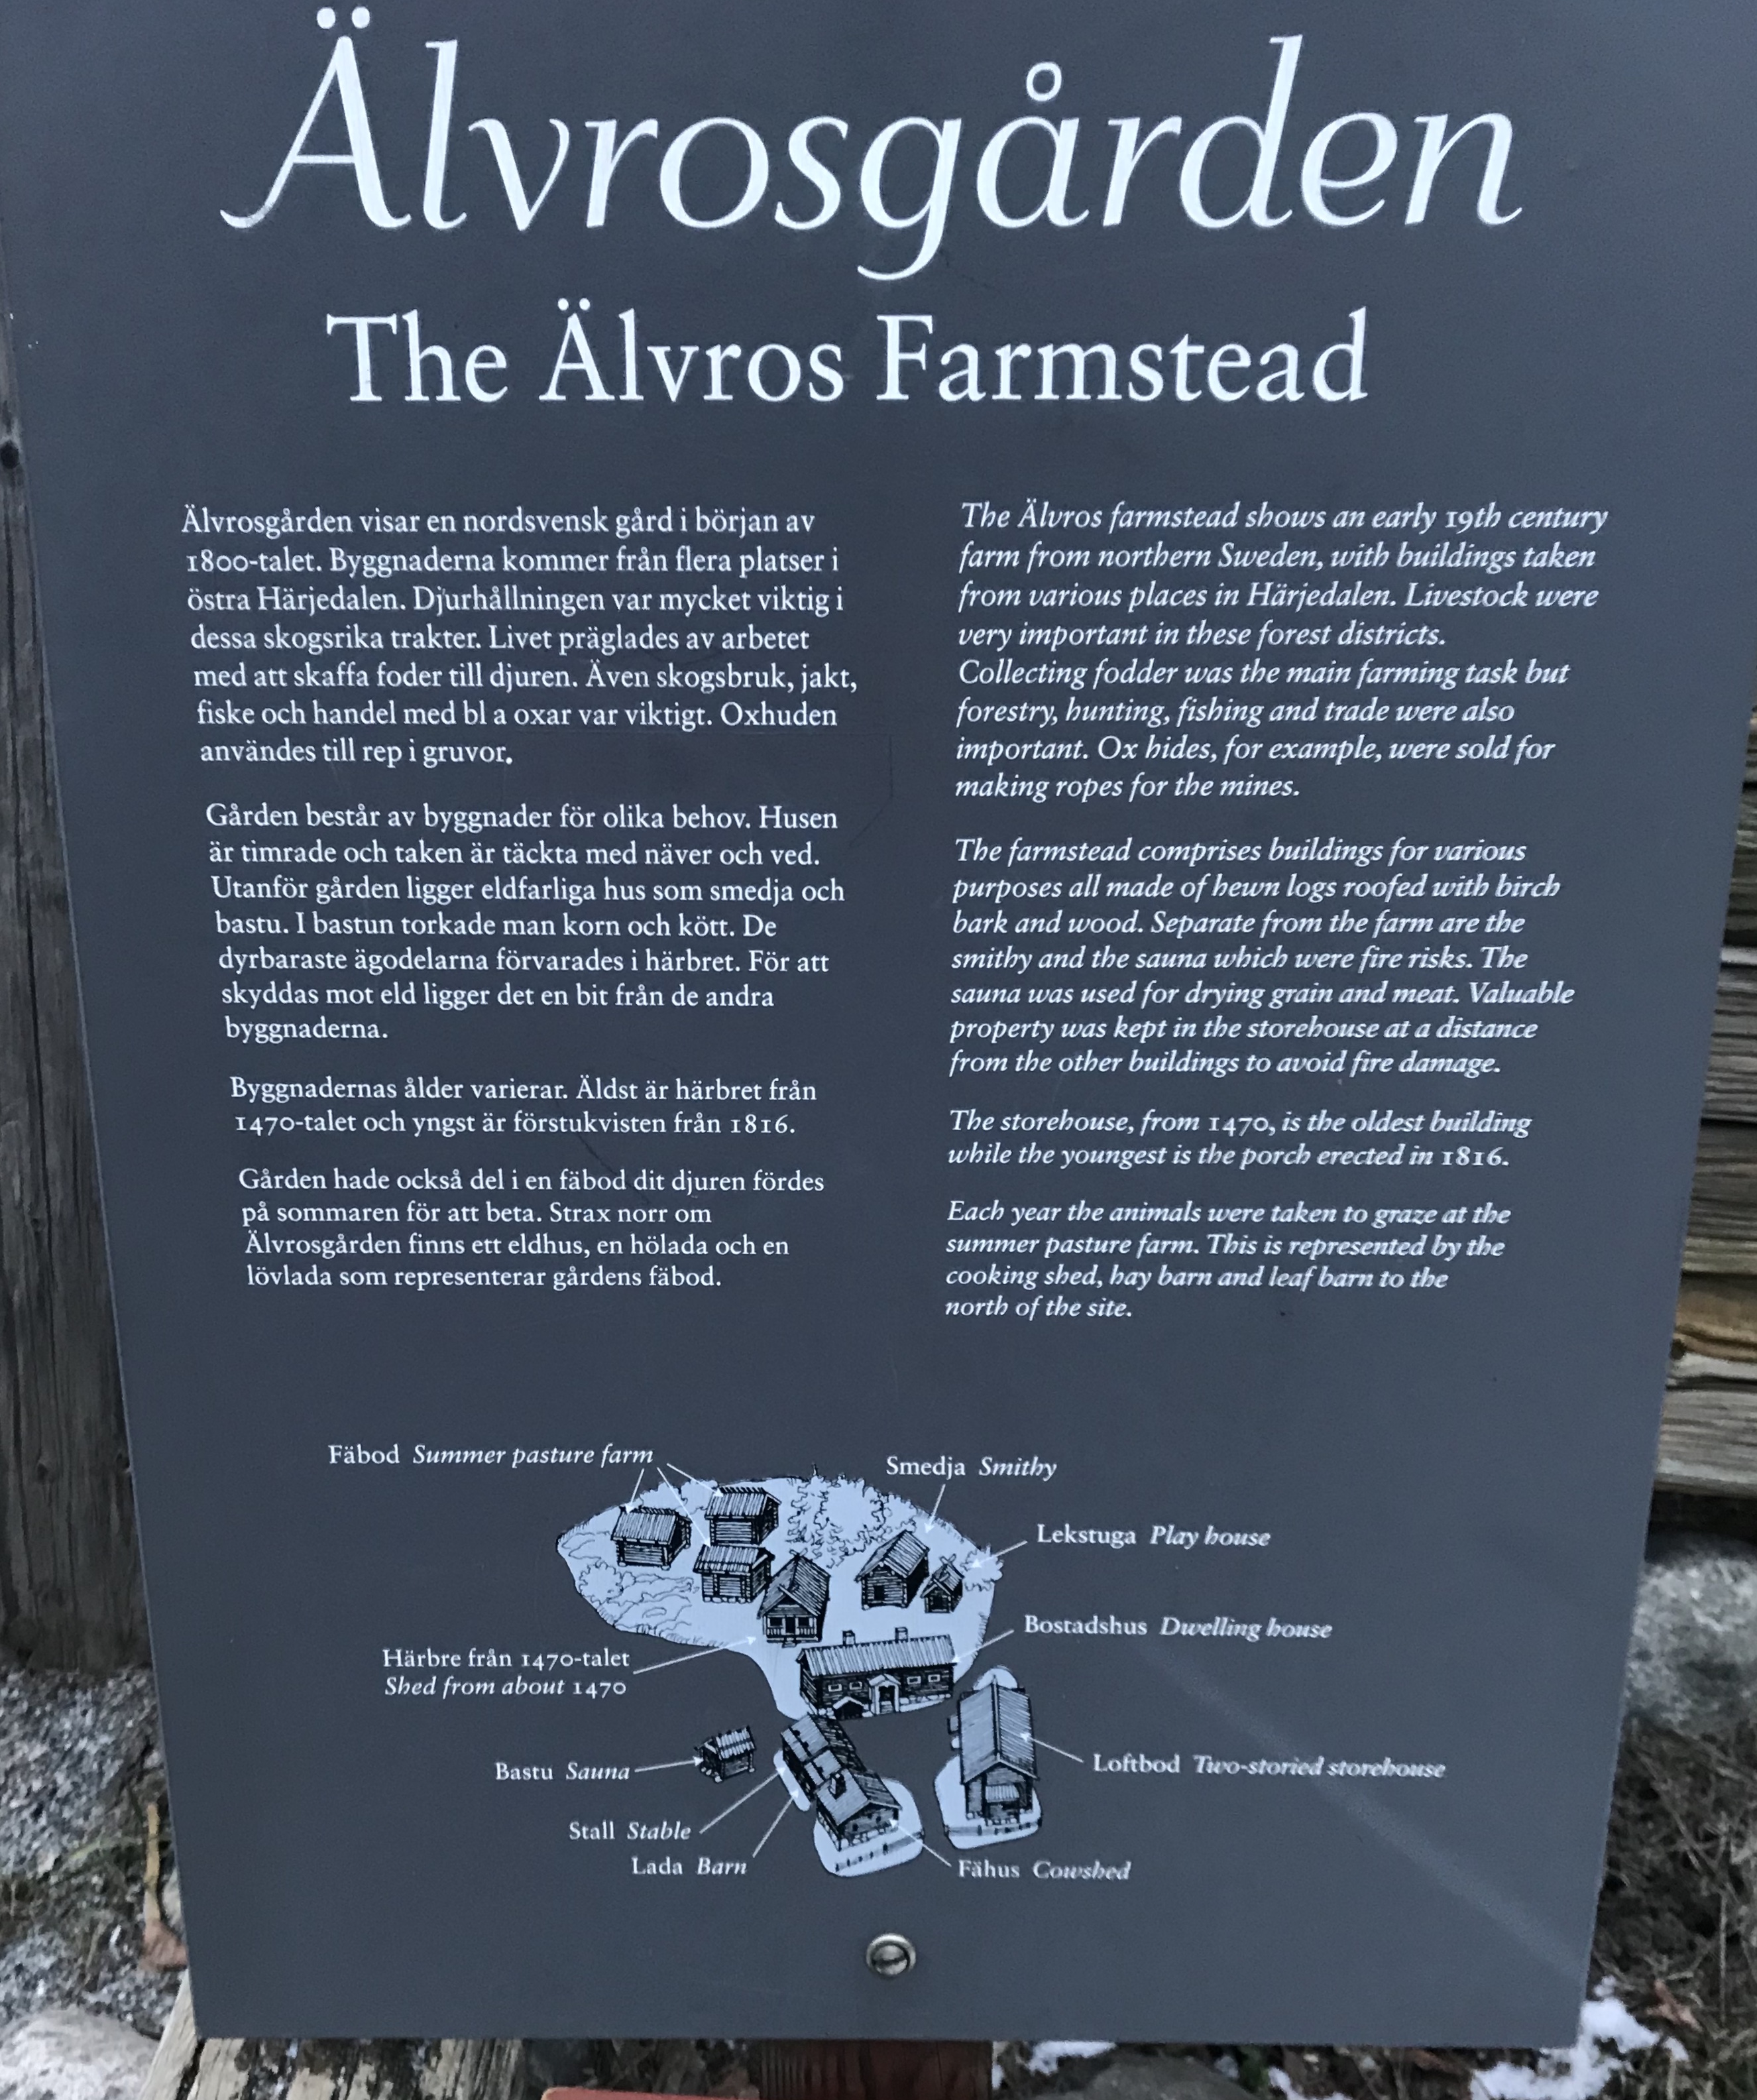 Älvrosgården
The Älvros Farmstead
Älvrosgården visar en nordsvensk gård i början av
1800-talet. Byggnaderna kommer från flera platser i
östra Härjedalen. Djurhållningen var mycket viktig i
dessa skogsrika trakter. Livet präglades av arbetet
med att skaffa foder till djuren. Även skogsbruk, jakt,
fiske och handel med bl a oxar var viktigt. Oxhuden
användes till rep i gruvor.
Gården består av byggnader för olika behov. Husen
är timrade och taken är täckta med näver och ved.
Utanför gården ligger eldfarliga hus som smedja och
bastu. I bastun torkade man korn och kött. De
dyrbaraste ägodelarna förvarades i härbret. För att
skyddas mot eld ligger det en bit från de andra
byggnaderna.
Byggnadernas ålder varierar. Äldst är härbret från
1470-talet och yngst är förstukvisten från 1816.
Gården hade också del i en fäbod dit djuren fördes
på sommaren för att beta. Strax norr om
Älvrosgården finns ett eldhus, en hölada och en
lövlada som representerar gårdens fäbod.
The Älvros farmstead shows an early 19th century
farm from northern Sweden, with buildings taken
from various places in Härjedalen. Livestock were
very important in these forest districts.
Collecting fodder was the main farming task but
forestry, hunting, fishing and trade were also
important. Ox hides, for example, were sold for
making ropes for the mines.
The farmstead comprises buildings for various
purposes all made of hewn logs roofed with birch
bark and wood. Separate from the farm are the
smithy and the sauna which were fire risks. The
sauna was used for drying grain and meat. Valuable
property was kept in the storehouse at a distance
from the other buildings to avoid fire damage.
The storehouse, from 1470, is the oldest building
while the youngest is the porch erected in 1816.
Each year the animals were taken to graze at the
summer pasture farm. This is represented by the
cooking shed, hay barn and leaf barn to the
north of the site.
Fäbod Summer pasture farm
Smedja Smithy
Lekstuga Play house
Bostadshus Dwelling house
Härbre från 1470-talet
Shed from about 1470
Bastu Sauna
Loftbod Two-storied storehouse
Stall Stable
Lada Barn
Fähus Cowshed